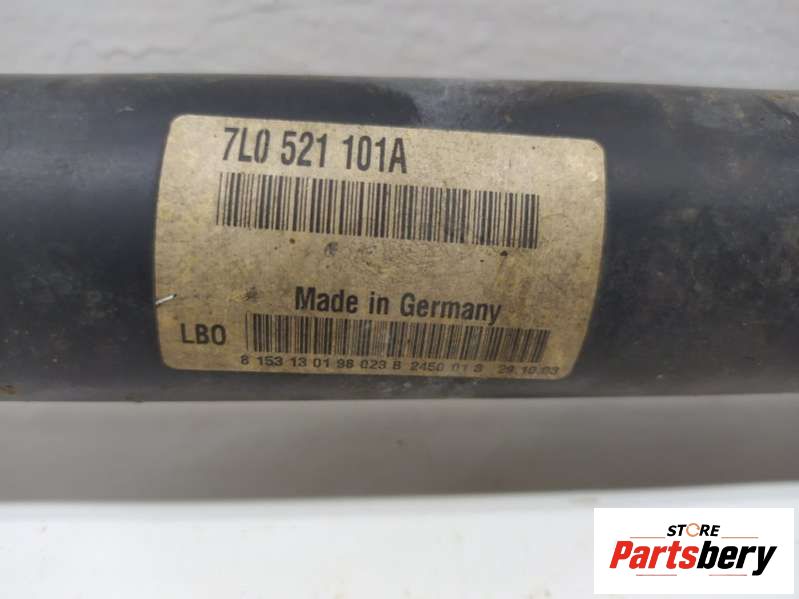 7L0 521 101A
Made in Germany
LBO
8 153 13 01 98 023 B 2450 01 S 29.10.03
STORE
Partsbery